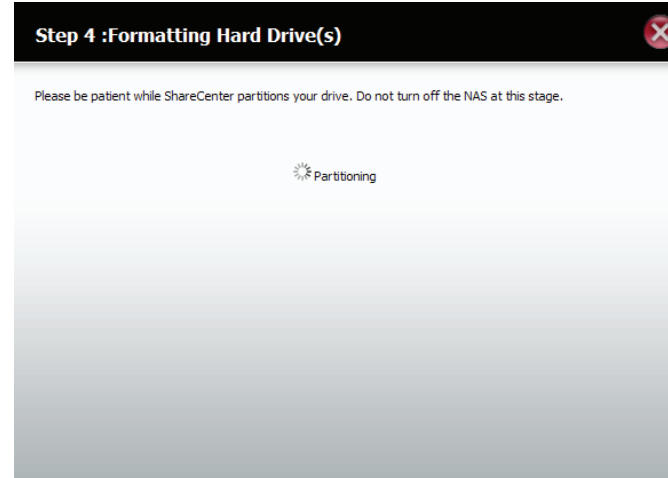 Step 4 :Formatting Hard Drive(s)
Please be patient while ShareCenter partitions your drive. Do not turn off the NAS at this stage.
Partitioning